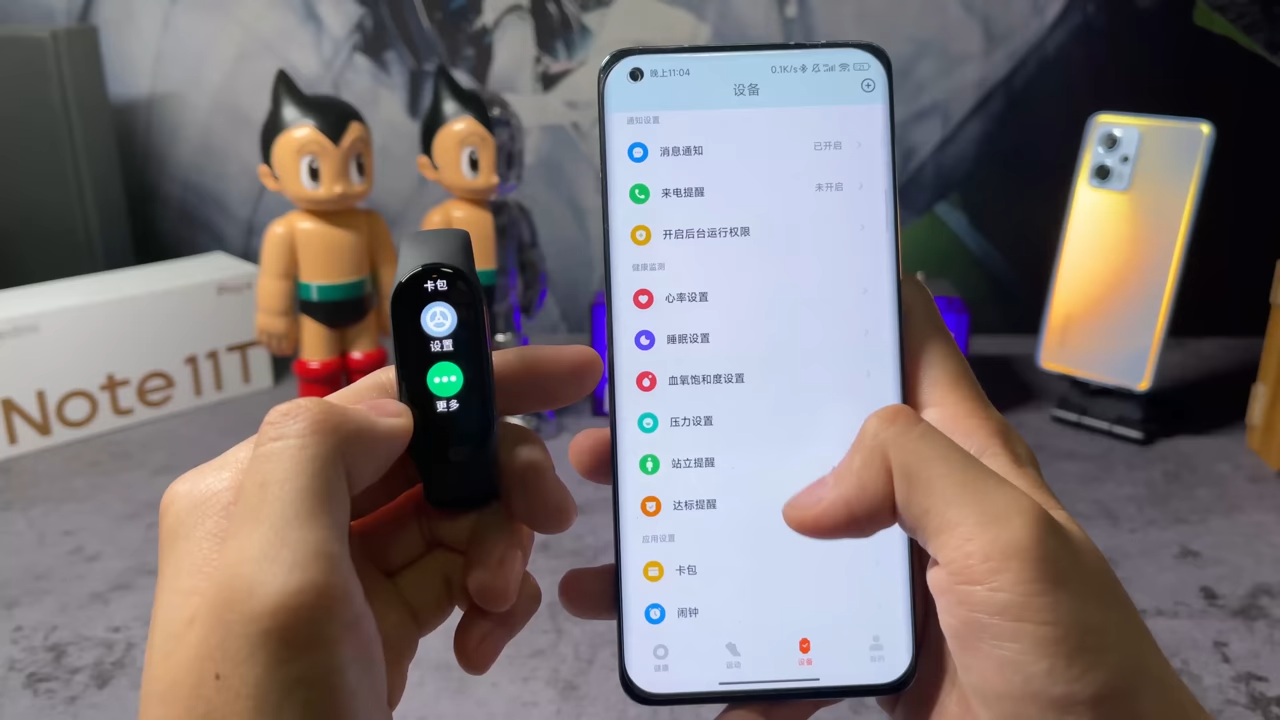 Note 11T
卡包
设置
更多
晚上11:04
0.1K/s
设备
通知设置
消息通知 已开启
来电提醒 未开启
开启后台运行权限
健康监测
心率设置
睡眠设置
血氧饱和度设置
压力设置
站立提醒
达标提醒
应用设置
卡包
闹钟
健康 运动 设备 我的